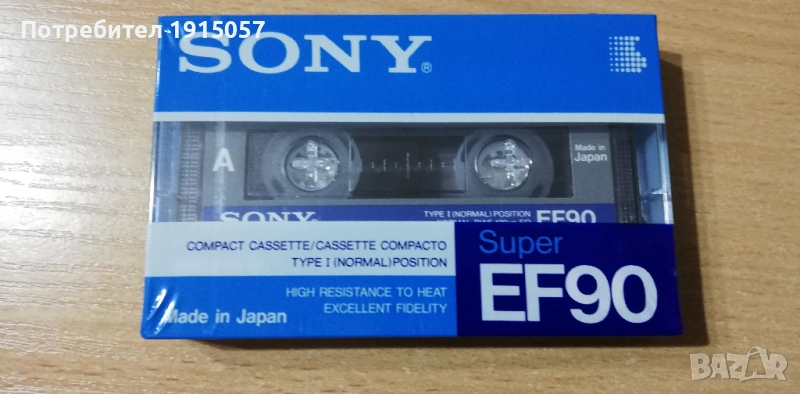 Потребител-1915057
SONY®
A
Made in
Japan
SONY
TYPE I (NORMAL) POSITION
EF90
COMPACT CASSETTE/CASSETTE COMPACTO
TYPE I (NORMAL) POSITION
Super
EF90
HIGH RESISTANCE TO HEAT
EXCELLENT FIDELITY
Made in Japan
BAZAR